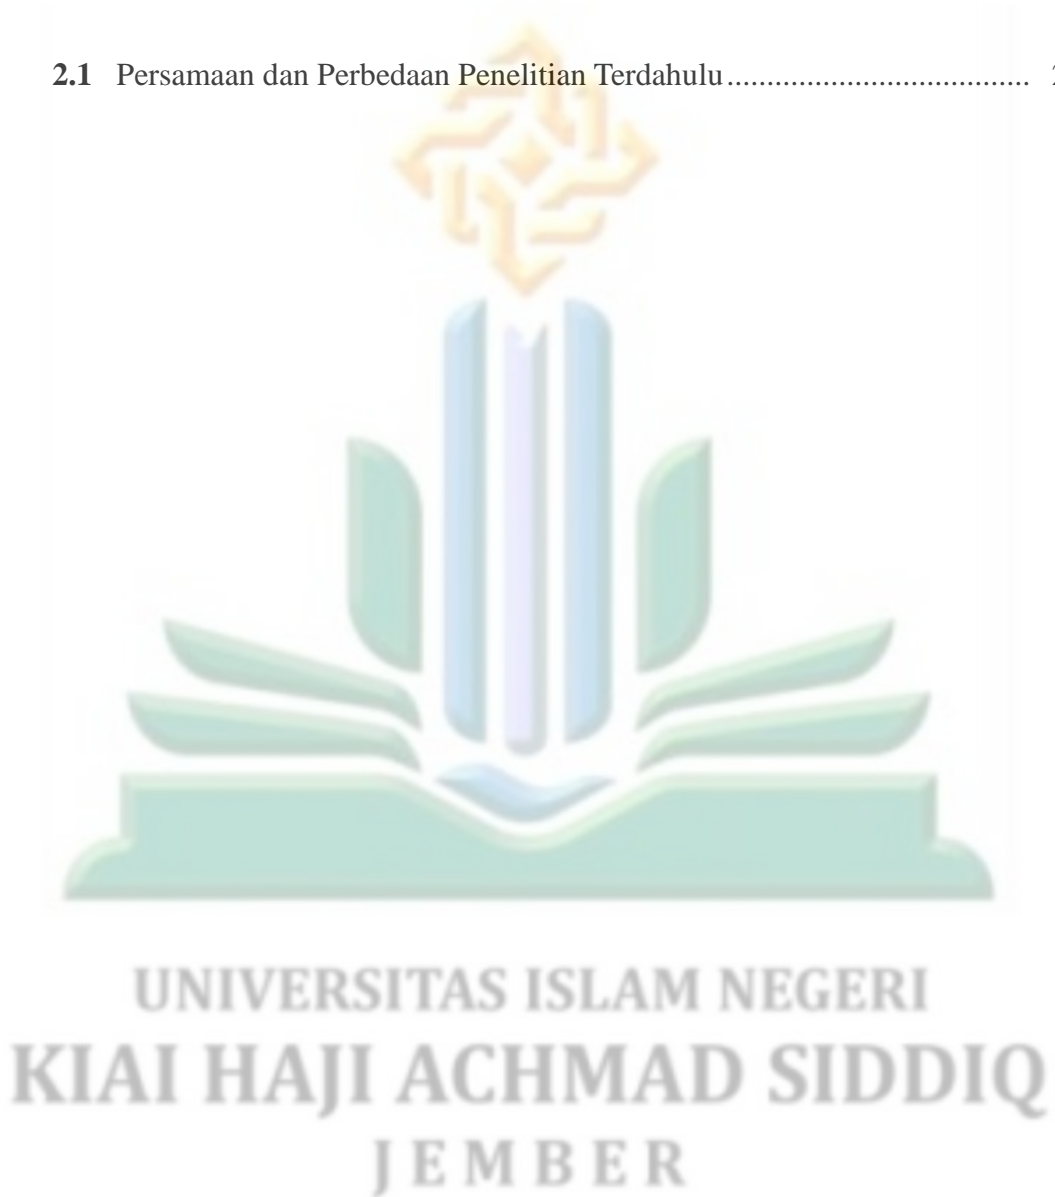 2.1 Persamaan dan Perbedaan Penelitian Terdahulu.....................................
UNIVERSITAS ISLAM NEGERI
KIAI HAJI ACHMAD SIDDIQ
JEMBER